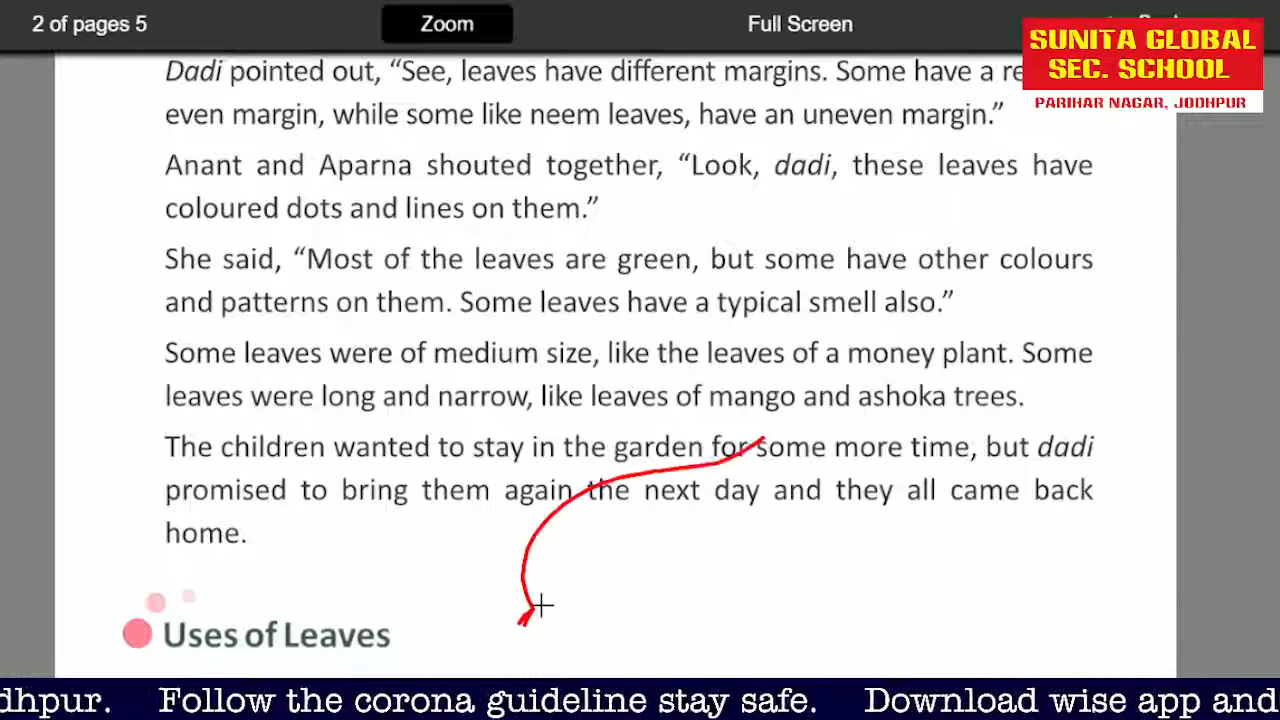 2 of pages 5
Zoom
Full Screen
SUNITA GLOBAL
SEC. SCHOOL
PARIHAR NAGAR, JODHPUR
Dadi pointed out, “See, leaves have different margins. Some have a
even margin, while some like neem leaves, have an uneven margin.”
Anant and Aparna shouted together, “Look, dadi, these leaves have
coloured dots and lines on them.”
She said, “Most of the leaves are green, but some have other colours
and patterns on them. Some leaves have a typical smell also.”
Some leaves were of medium size, like the leaves of a money plant. Some
leaves were long and narrow, like leaves of mango and ashoka trees.
The children wanted to stay in the garden for some more time, but dadi
promised to bring them again the next day and they all came back
home.
Uses of Leaves
dhpur. Follow the corona guideline stay safe. Download wise app and